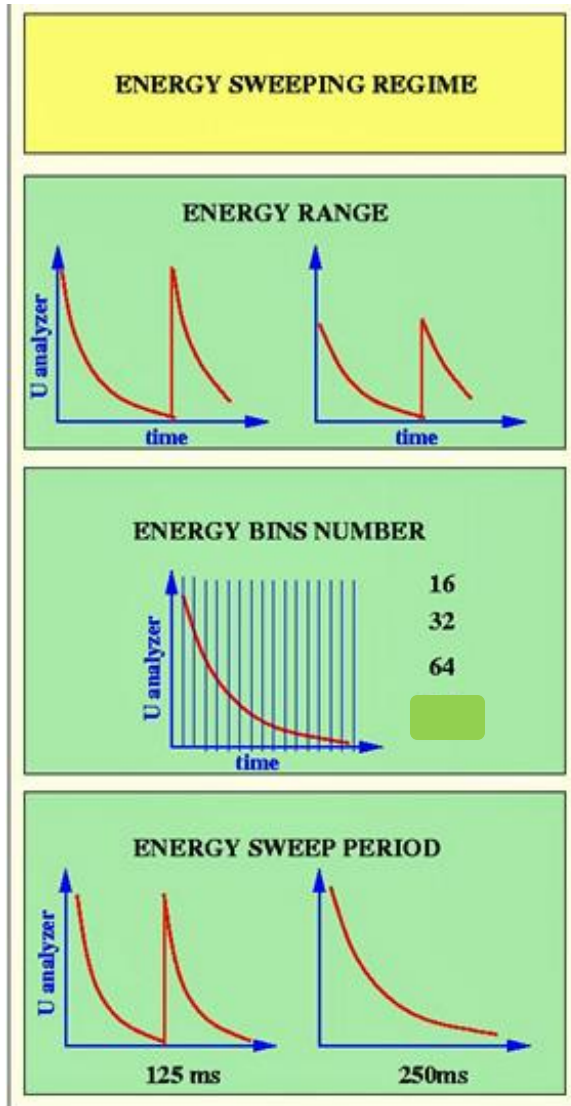 ENERGY SWEEPING REGIME
ENERGY RANGE
U analyzer
time
time
ENERGY BINS NUMBER
U analyzer
time
16
32
64
ENERGY SWEEP PERIOD
U analyzer
125 ms
250ms